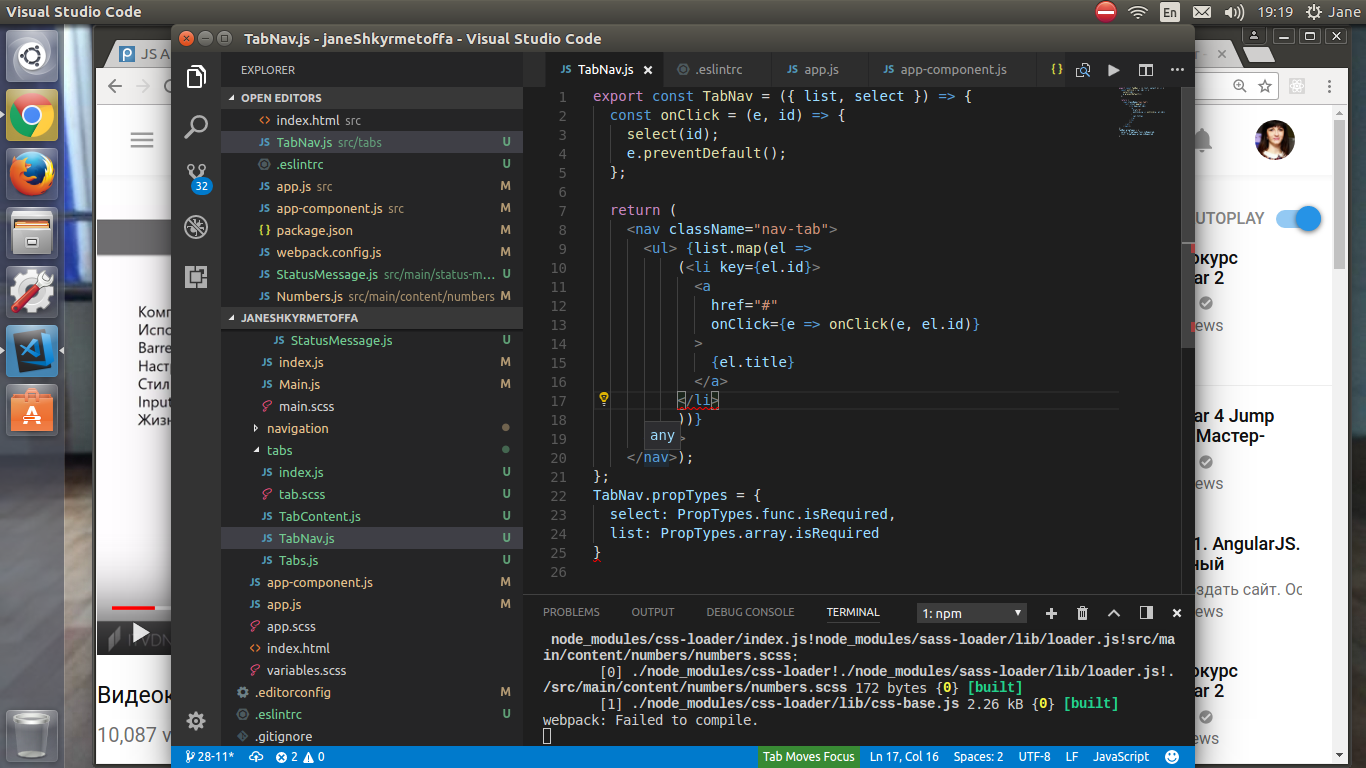 Visual Studio Code
En
19:19
Jane
TabNav.js - janeShkyrmetoffa - Visual Studio Code
JS A
EXPLORER
OPEN EDITORS
index.html src
JS TabNav.js src/tabs U
.eslintrc U
JS app.js src M
JS app-component.js src M
{} package.json M
JS webpack.config.js M
JS StatusMessage.js src/main/status-m... U
JS Numbers.js src/main/content/numbers M
JANESHKYRMETOFFA
JS StatusMessage.js U
JS index.js M
JS Main.js M
main.scss
navigation
tabs
JS index.js U
tab.scss U
JS TabContent.js U
JS TabNav.js U
JS Tabs.js U
JS app-component.js M
JS app.js M
app.scss
index.html
variables.scss
.editorconfig M
.eslintrc U
.gitignore
32
JS TabNav.js
.eslintrc
JS app.js
JS app-component.js
{}
1 export const TabNav = ({ list, select }) => {
2 const onClick = (e, id) => {
3 select(id);
4 e.preventDefault();
5 };
6
7 return (
8 <nav className="nav-tab">
9 <ul> {list.map(el =>
10 (<li key={el.id}>
11 <a
12 href="#"
13 onClick={e => onClick(e, el.id)}
14 >
15 {el.title}
16 </a>
17 </li>
18 ))}
19 >
any
20 </nav>);
21 };
22 TabNav.propTypes = {
23 select: PropTypes.func.isRequired,
24 list: PropTypes.array.isRequired
25 }
26
PROBLEMS OUTPUT DEBUG CONSOLE TERMINAL 1: npm
node_modules/css-loader/index.js!node_modules/sass-loader/lib/loader.js!src/ma
in/content/numbers/numbers.scss:
[0] ./node_modules/css-loader!./node_modules/sass-loader/lib/loader.js!.
/src/main/content/numbers/numbers.scss 172 bytes {0} [built]
[1] ./node_modules/css-loader/lib/css-base.js 2.26 kB {0} [built]
webpack: Failed to compile.
28-11* 2 0 Tab Moves Focus Ln 17, Col 16 Spaces: 2 UTF-8 LF JavaScript
Комп
Испо
Barre
Настр
Стил
Input
Жизн
Видеок
10,087 v
UTOPLAY
окурс
ar 2
ews
ar 4 Jump
Мастер-
ews
1. AngularJS.
ный
оздать сайт. Ос
ews
окурс
ar 2
ews